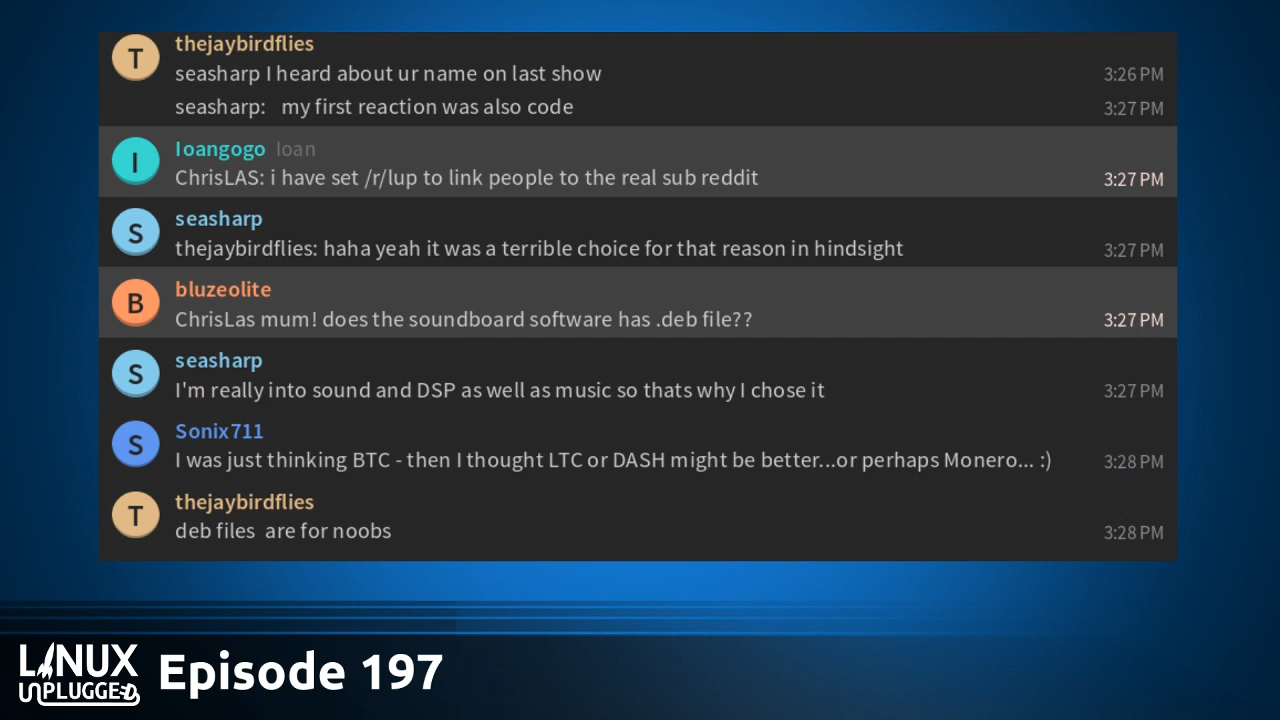 T
thejaybirdflies
seasharp I heard about ur name on last show 3:26 PM
seasharp: my first reaction was also code 3:27 PM
I
Ioangogo Ioan
ChrisLAS: i have set /r/lup to link people to the real sub reddit 3:27 PM
S
seasharp
thejaybirdflies: haha yeah it was a terrible choice for that reason in hindsight 3:27 PM
B
bluzeolite
ChrisLas mum! does the soundboard software has .deb file?? 3:27 PM
S
seasharp
I'm really into sound and DSP as well as music so thats why I chose it 3:27 PM
S
Sonix711
I was just thinking BTC - then I thought LTC or DASH might be better...or perhaps Monero... :) 3:28 PM
T
thejaybirdflies
deb files are for noobs 3:28 PM
LINUX
UNPLUGGED
Episode 197